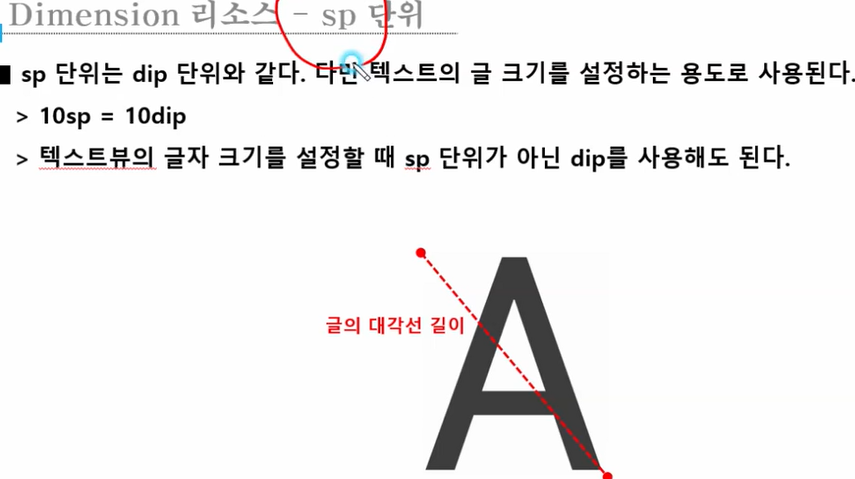 Dimension 리소스 - sp 단위
sp 단위는 dip 단위와 같다. 다만 텍스트의 글 크기를 설정하는 용도로 사용된다.
> 10sp = 10dip
> 텍스트뷰의 글자 크기를 설정할 때 sp 단위가 아닌 dip를 사용해도 된다.
글의 대각선 길이
A